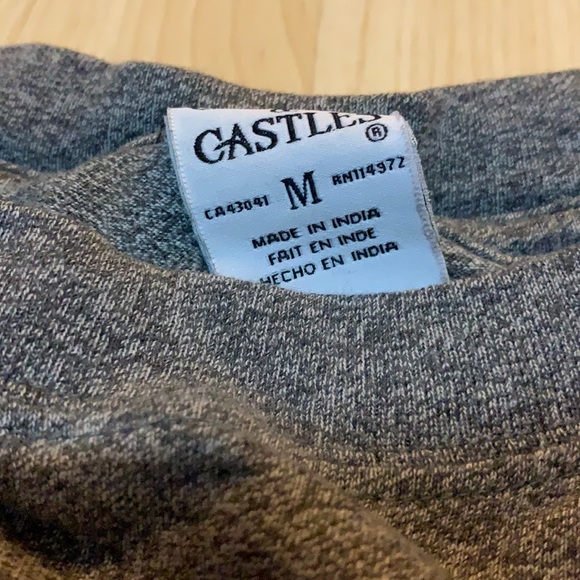 CASTLES®
CA43041 M RN114972
MADE IN INDIA
FAIT EN INDE
HECHO EN INDIA